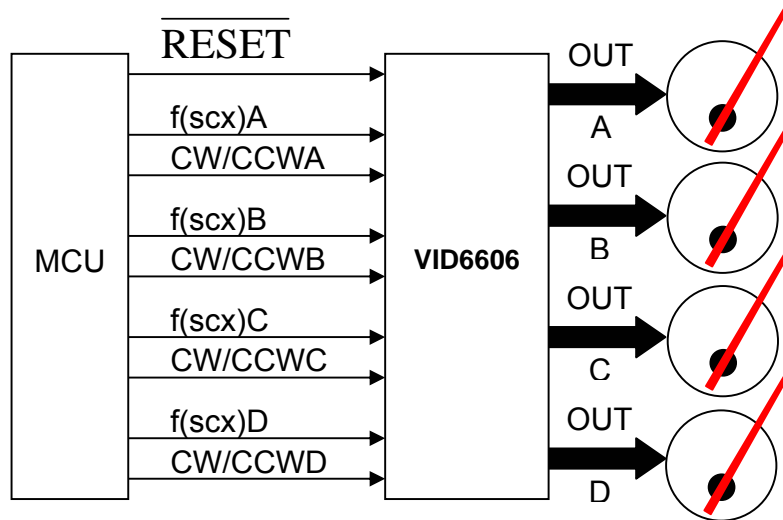 RESET
f(scx)A
CW/CCWA
f(scx)B
CW/CCWB
f(scx)C
CW/CCWC
f(scx)D
CW/CCWD
MCU
VID6606
OUT
A
OUT
B
OUT
C
OUT
D